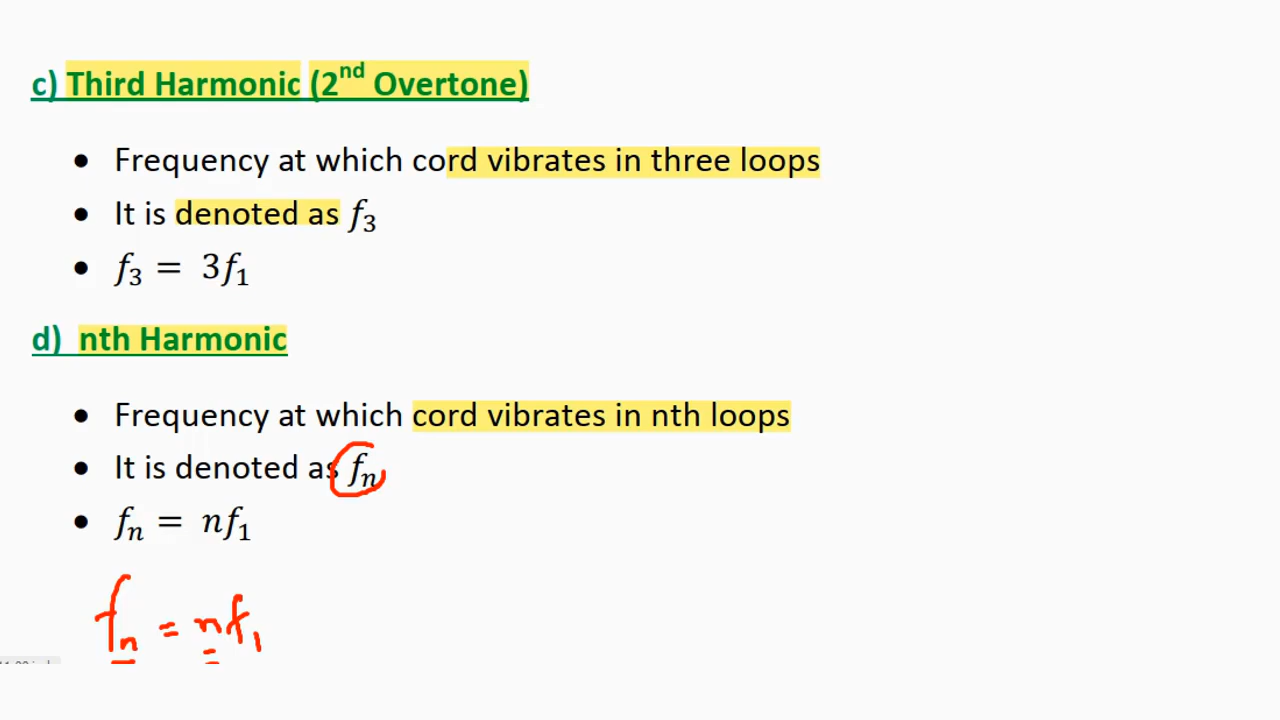 c) Third Harmonic (2nd Overtone)
• Frequency at which cord vibrates in three loops
• It is denoted as f₃
• f₃ = 3f₁
d) nth Harmonic
• Frequency at which cord vibrates in nth loops
• It is denoted as fₙ
• fₙ = nf₁
fₙ = nf₁